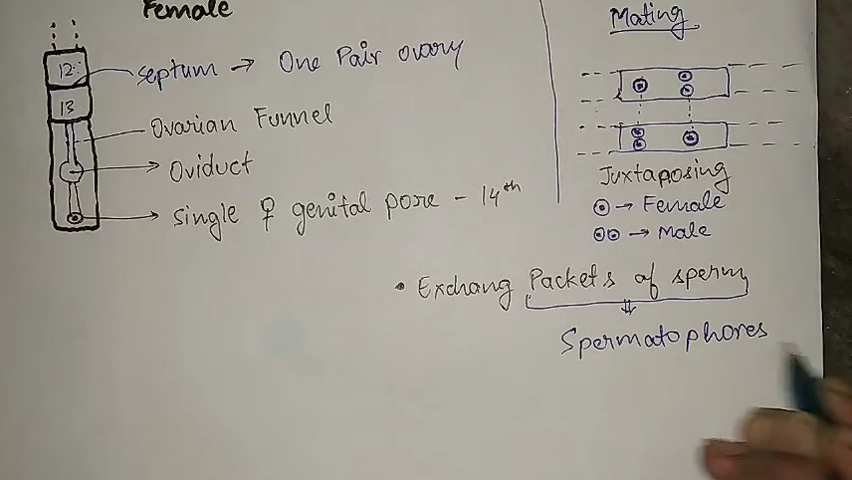 Female
12
septum → One Pair ovary
13
Ovarian Funnel
Oviduct
single ♀ genital pore - 14th
Mating
Juxtaposing
→ Female
→ Male
• Exchang Packets of sperm
Spermatophores